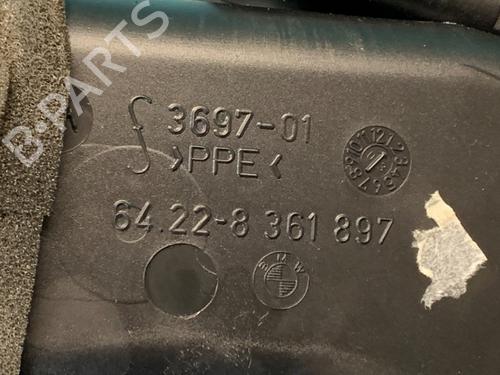 B-PARTS
3697-01
>PPE<
64.22-8 361 897
BMW